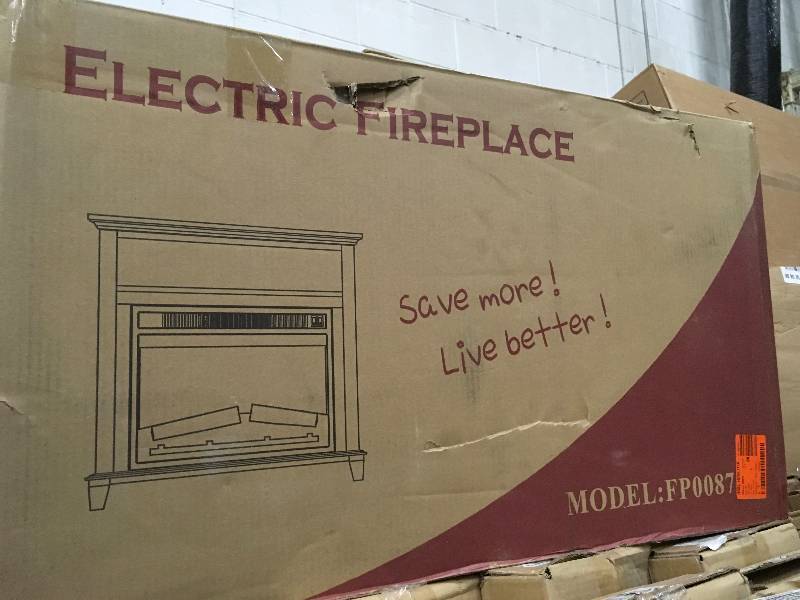 ELECTRIC FIREPLACE
Save more!
Live better!
MODEL:FP0087